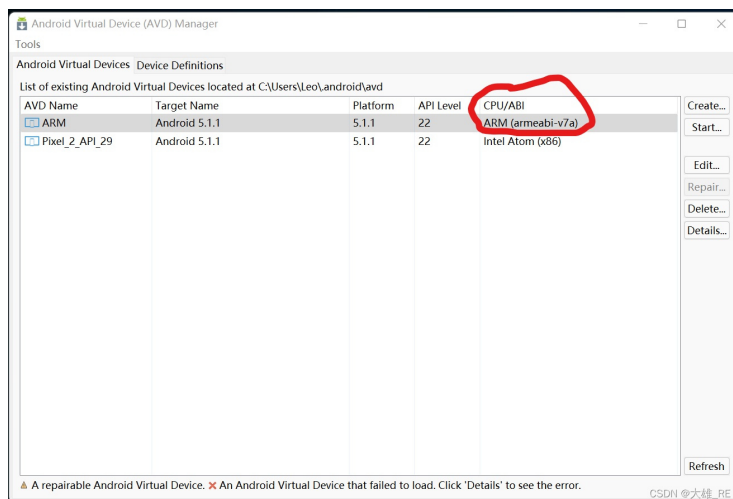 Android Virtual Device (AVD) Manager
Tools
Android Virtual Devices Device Definitions
List of existing Android Virtual Devices located at C:\Users\Leo\.android\avd
AVD Name Target Name Platform API Level CPU/ABI Create...
ARM Android 5.1.1 5.1.1 22 ARM (armeabi-v7a) Start...
Pixel_2_API_29 Android 5.1.1 5.1.1 22 Intel Atom (x86)
Edit...
Repair...
Delete...
Details...
Refresh
A repairable Android Virtual Device. An Android Virtual Device that failed to load. Click 'Details' to see the error.
CSDN @大雄_RE